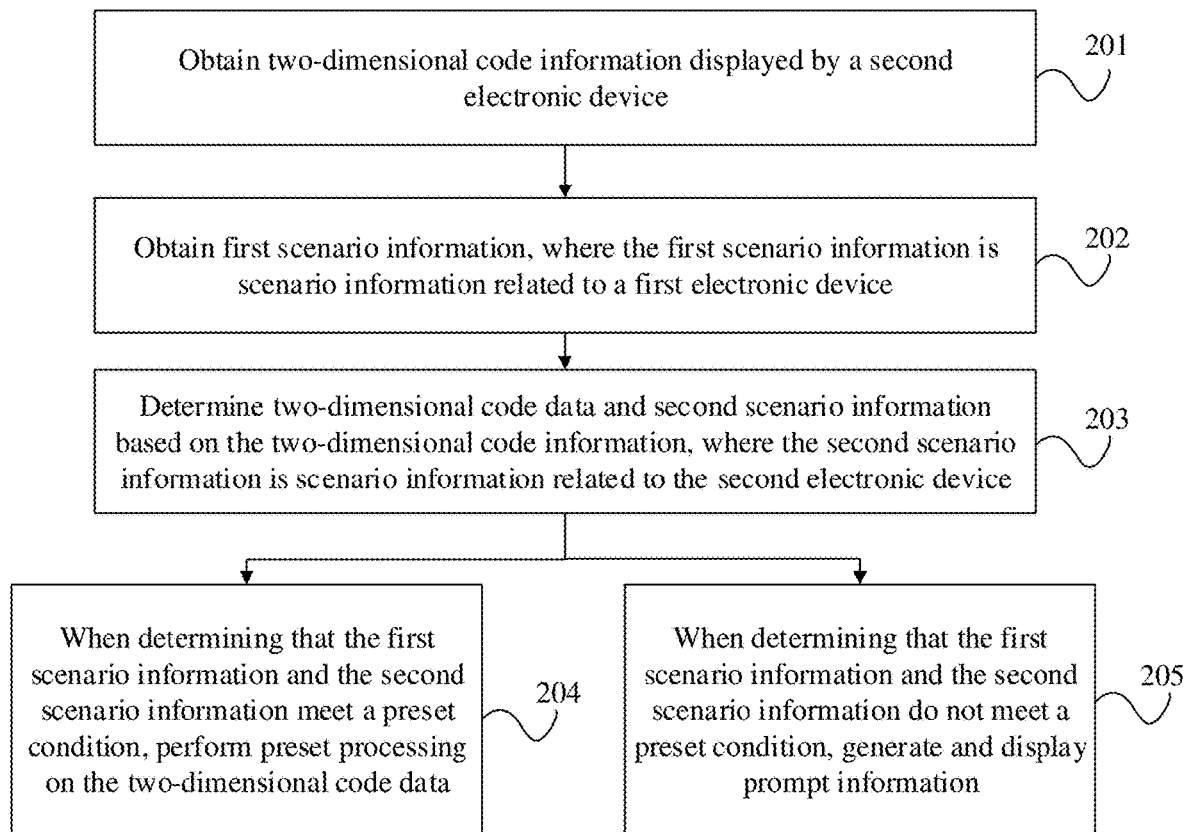 Obtain two-dimensional code information displayed by a second
electronic device
201
Obtain first scenario information, where the first scenario information is
scenario information related to a first electronic device
202
Determine two-dimensional code data and second scenario information
based on the two-dimensional code information, where the second scenario
information is scenario information related to the second electronic device
203
When determining that the first
scenario information and the second
scenario information meet a preset
condition, perform preset processing
on the two-dimensional code data
204
When determining that the first
scenario information and the second
scenario information do not meet a
preset condition, generate and display
prompt information
205